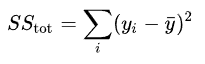 SS_tot = ∑_i (y_i − ȳ)²